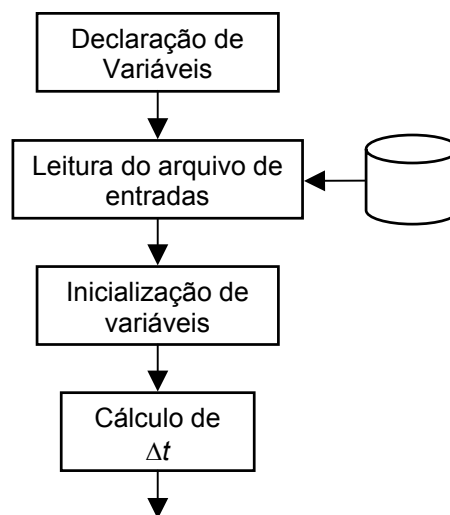 Declaração de
Variáveis
Leitura do arquivo de
entradas
Inicialização de
variáveis
Cálculo de
Δt